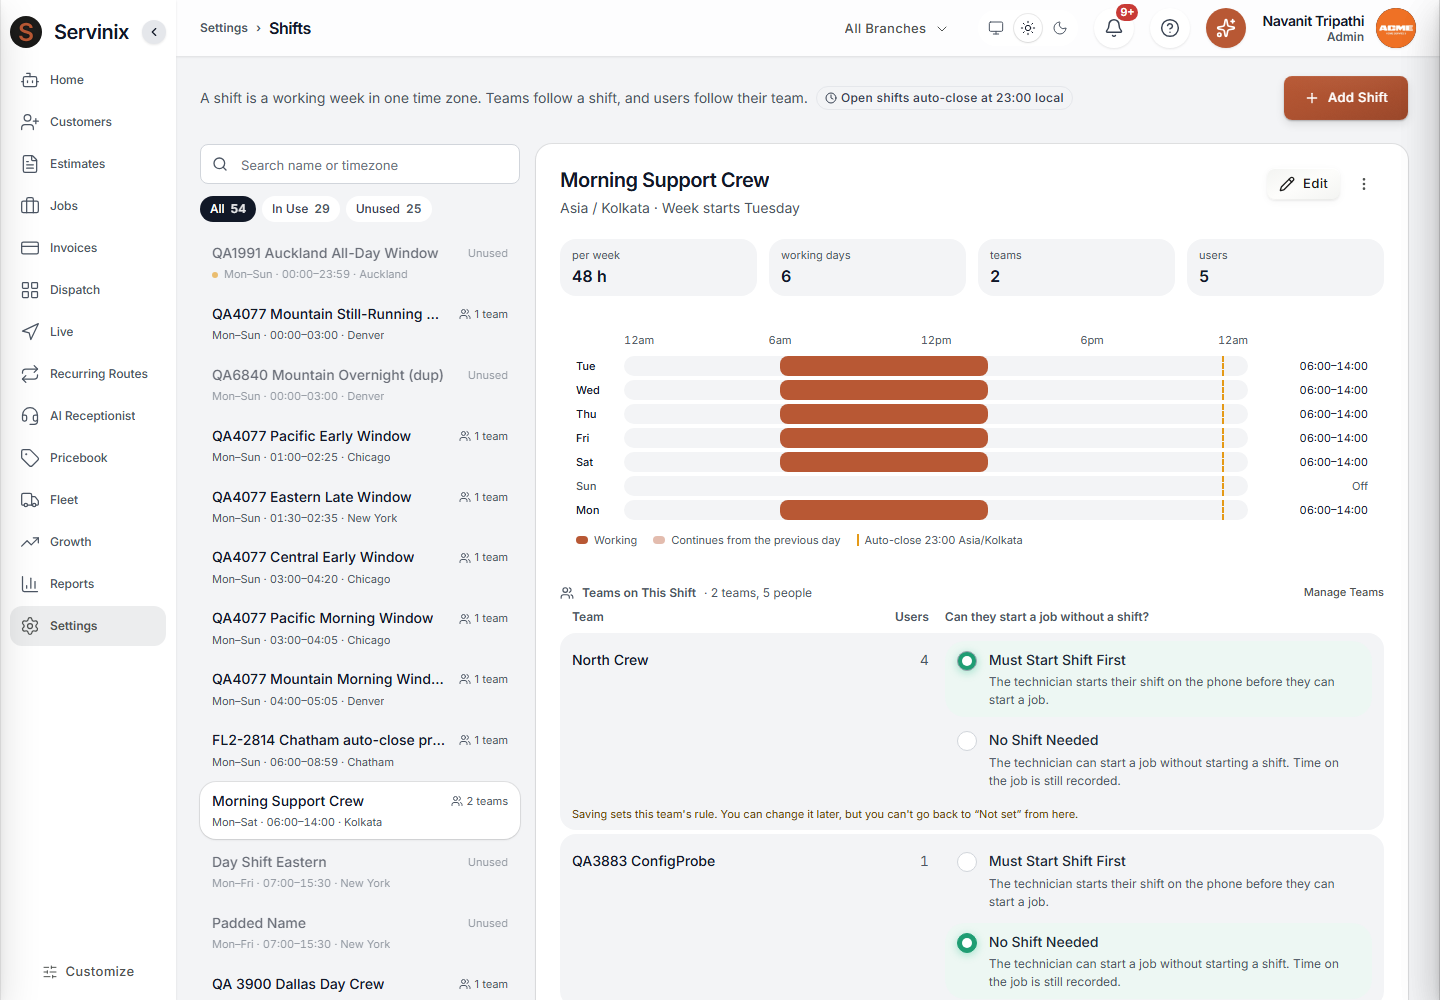 S Servinix
Home
Customers
Estimates
Jobs
Invoices
Dispatch
Live
Recurring Routes
AI Receptionist
Pricebook
Fleet
Growth
Reports
Settings
Customize
Settings › Shifts
All Branches
9+
Navanit Tripathi
Admin
ACME
A shift is a working week in one time zone. Teams follow a shift, and users follow their team.
Open shifts auto-close at 23:00 local
+ Add Shift
Search name or timezone
All 54
In Use 29
Unused 25
QA1991 Auckland All-Day Window Unused
Mon–Sun · 00:00–23:59 · Auckland
QA4077 Mountain Still-Running ... 1 team
Mon–Sun · 00:00–03:00 · Denver
QA6840 Mountain Overnight (dup) Unused
Mon–Sun · 00:00–03:00 · Denver
QA4077 Pacific Early Window 1 team
Mon–Sun · 01:00–02:25 · Chicago
QA4077 Eastern Late Window 1 team
Mon–Sun · 01:30–02:35 · New York
QA4077 Central Early Window 1 team
Mon–Sun · 03:00–04:20 · Chicago
QA4077 Pacific Morning Window 1 team
Mon–Sun · 03:00–04:05 · Chicago
QA4077 Mountain Morning Wind... 1 team
Mon–Sun · 04:00–05:05 · Denver
FL2-2814 Chatham auto-close pr... 1 team
Mon–Sun · 06:00–08:59 · Chatham
Morning Support Crew 2 teams
Mon–Sat · 06:00–14:00 · Kolkata
Day Shift Eastern Unused
Mon–Fri · 07:00–15:30 · New York
Padded Name Unused
Mon–Fri · 07:00–15:30 · New York
QA 3900 Dallas Day Crew 1 team
Morning Support Crew
Asia / Kolkata · Week starts Tuesday
Edit
per week
48 h
working days
6
teams
2
users
5
12am 6am 12pm 6pm 12am
Tue 06:00–14:00
Wed 06:00–14:00
Thu 06:00–14:00
Fri 06:00–14:00
Sat 06:00–14:00
Sun Off
Mon 06:00–14:00
Working Continues from the previous day Auto-close 23:00 Asia/Kolkata
Teams on This Shift · 2 teams, 5 people
Manage Teams
Team Users Can they start a job without a shift?
North Crew 4 Must Start Shift First
The technician starts their shift on the phone before they can
start a job.
No Shift Needed
The technician can start a job without starting a shift. Time on
the job is still recorded.
Saving sets this team's rule. You can change it later, but you can't go back to “Not set” from here.
QA3883 ConfigProbe 1 Must Start Shift First
The technician starts their shift on the phone before they can
start a job.
No Shift Needed
The technician can start a job without starting a shift. Time on
the job is still recorded.